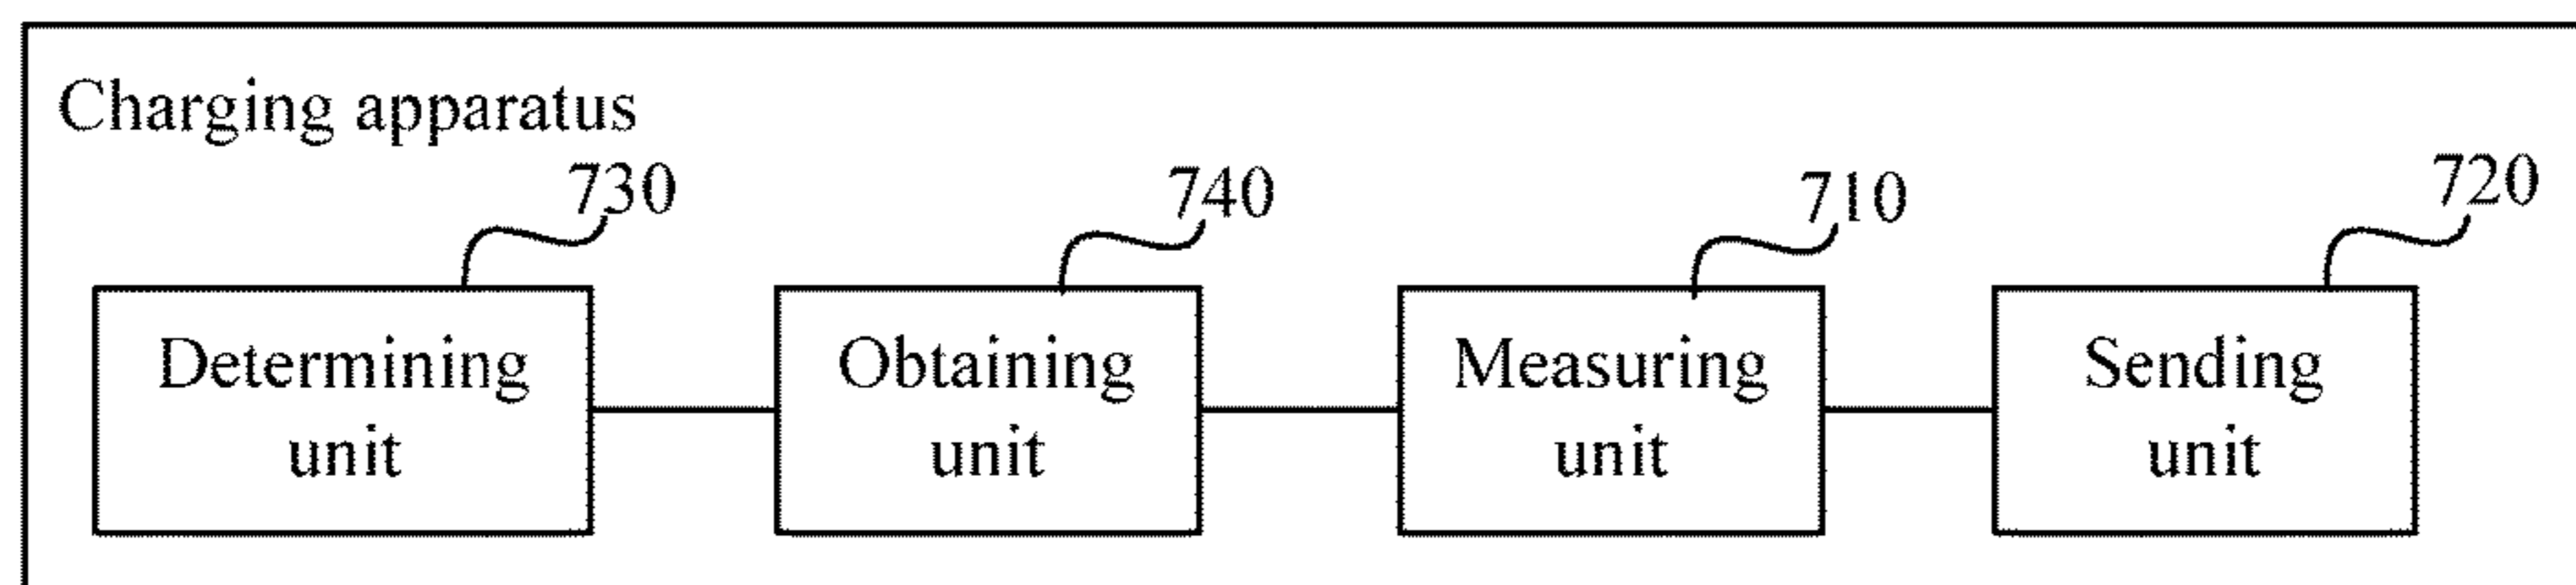 Charging apparatus
730
740
710
720
Determining
unit
Obtaining
unit
Measuring
unit
Sending
unit